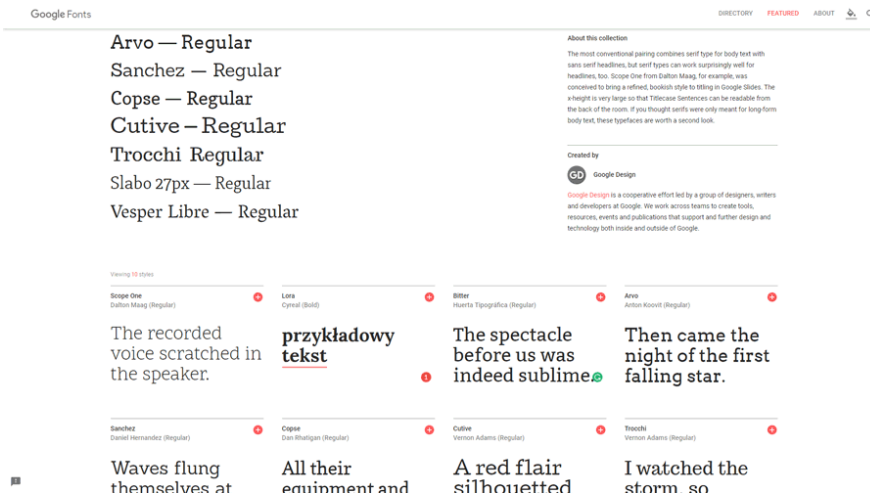 Google Fonts
DIRECTORY
FEATURED
ABOUT
Arvo — Regular
Sanchez — Regular
Copse — Regular
Cutive – Regular
Trocchi Regular
Slabo 27px — Regular
Vesper Libre — Regular
About this collection
The most conventional pairing combines serif type for body text with
sans serif headlines, but serif types can work surprisingly well for
headlines, too. Scope One from Dalton Maag, for example, was
conceived to bring a refined, bookish style to titling in Google Slides. The
x-height is very large so that Titlecase Sentences can be readable from
the back of the room. If you thought serifs were only meant for long-form
body text, these typefaces are worth a second look.
Created by
GD
Google Design
Google Design is a cooperative effort led by a group of designers, writers
and developers at Google. We work across teams to create tools,
resources, events and publications that support and further design and
technology both inside and outside of Google.
Viewing 10 styles
Scope One
Dalton Maag (Regular)
The recorded
voice scratched in
the speaker.
Lora
Cyreal (Bold)
przykładowy
tekst
1
Bitter
Huerta Tipográfica (Regular)
The spectacle
before us was
indeed sublime.
Arvo
Anton Koovit (Regular)
Then came the
night of the first
falling star.
Sanchez
Daniel Hernandez (Regular)
Waves flung
themselves at
Copse
Dan Rhatigan (Regular)
All their
equipment and
Cutive
Vernon Adams (Regular)
A red flair
silhouetted
Trocchi
Vernon Adams (Regular)
I watched the
storm, so